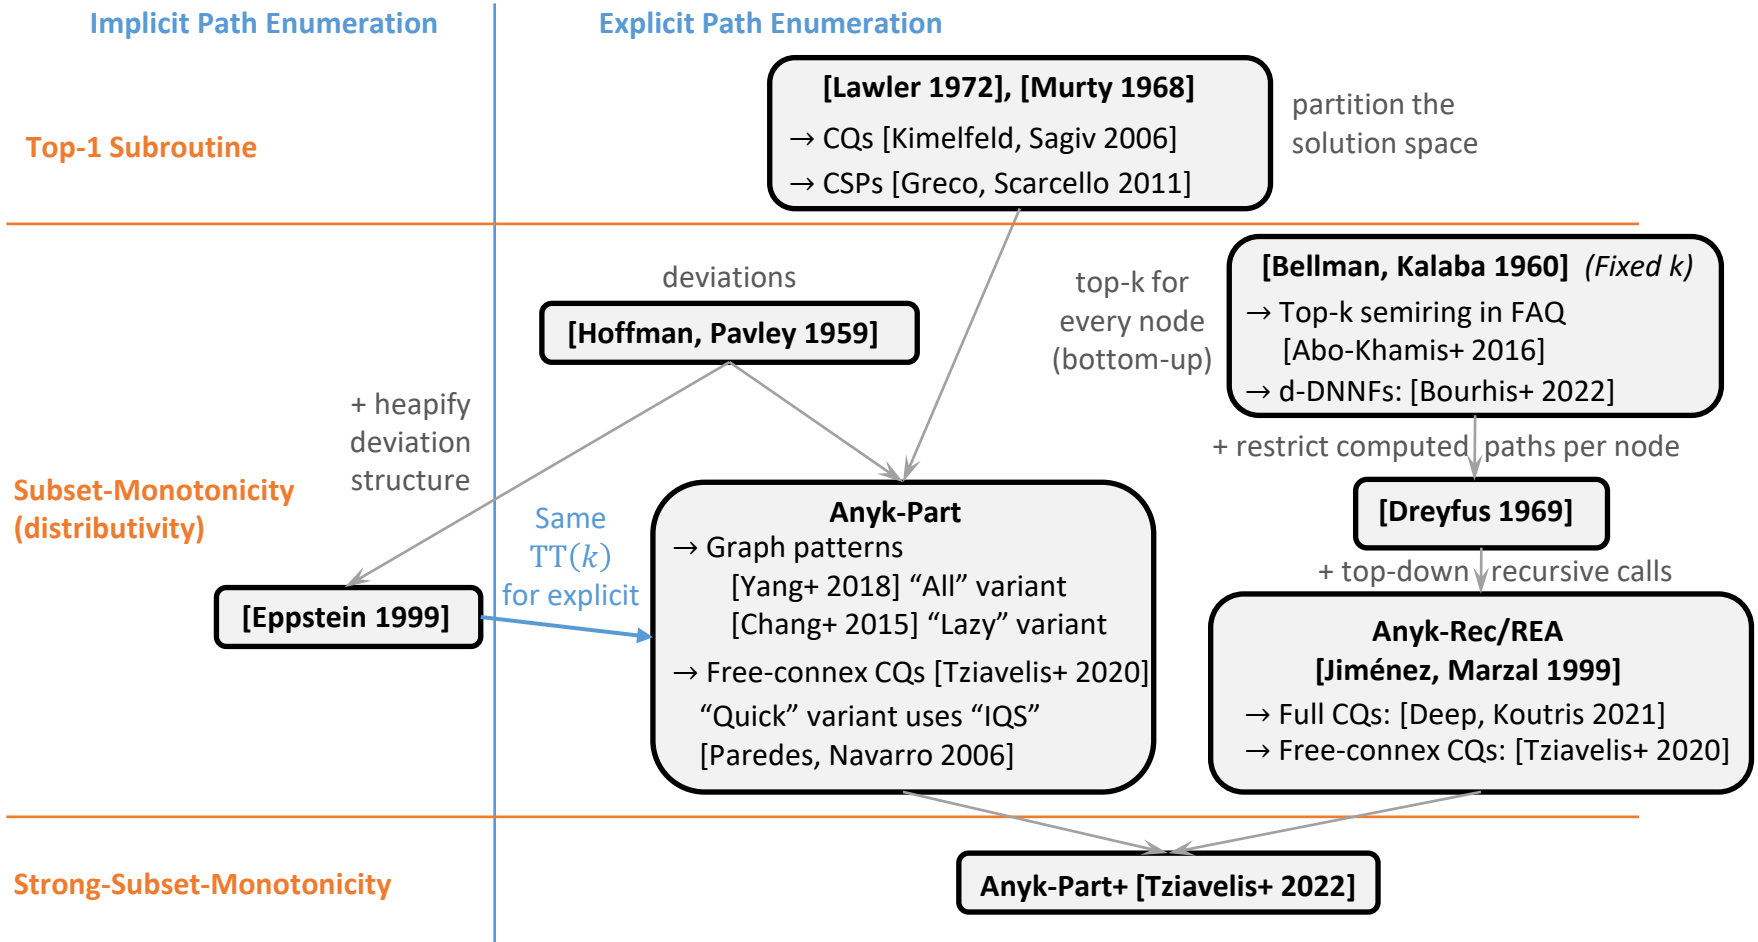 Implicit Path Enumeration
Explicit Path Enumeration
Top-1 Subroutine
[Lawler 1972], [Murty 1968]
→ CQs [Kimelfeld, Sagiv 2006]
→ CSPs [Greco, Scarcello 2011]
partition the
solution space
Subset-Monotonicity
(distributivity)
deviations
[Hoffman, Pavley 1959]
top-k for
every node
(bottom-up)
[Bellman, Kalaba 1960] (Fixed k)
→ Top-k semiring in FAQ
[Abo-Khamis+ 2016]
→ d-DNNFs: [Bourhis+ 2022]
+ heapify
deviation
structure
+ restrict computed paths per node
[Dreyfus 1969]
+ top-down recursive calls
[Eppstein 1999]
Same
TT(k)
for explicit
Anyk-Part
→ Graph patterns
[Yang+ 2018] “All” variant
[Chang+ 2015] “Lazy” variant
→ Free-connex CQs [Tziavelis+ 2020]
“Quick” variant uses “IQS”
[Paredes, Navarro 2006]
Anyk-Rec/REA
[Jiménez, Marzal 1999]
→ Full CQs: [Deep, Koutris 2021]
→ Free-connex CQs: [Tziavelis+ 2020]
Strong-Subset-Monotonicity
Anyk-Part+ [Tziavelis+ 2022]